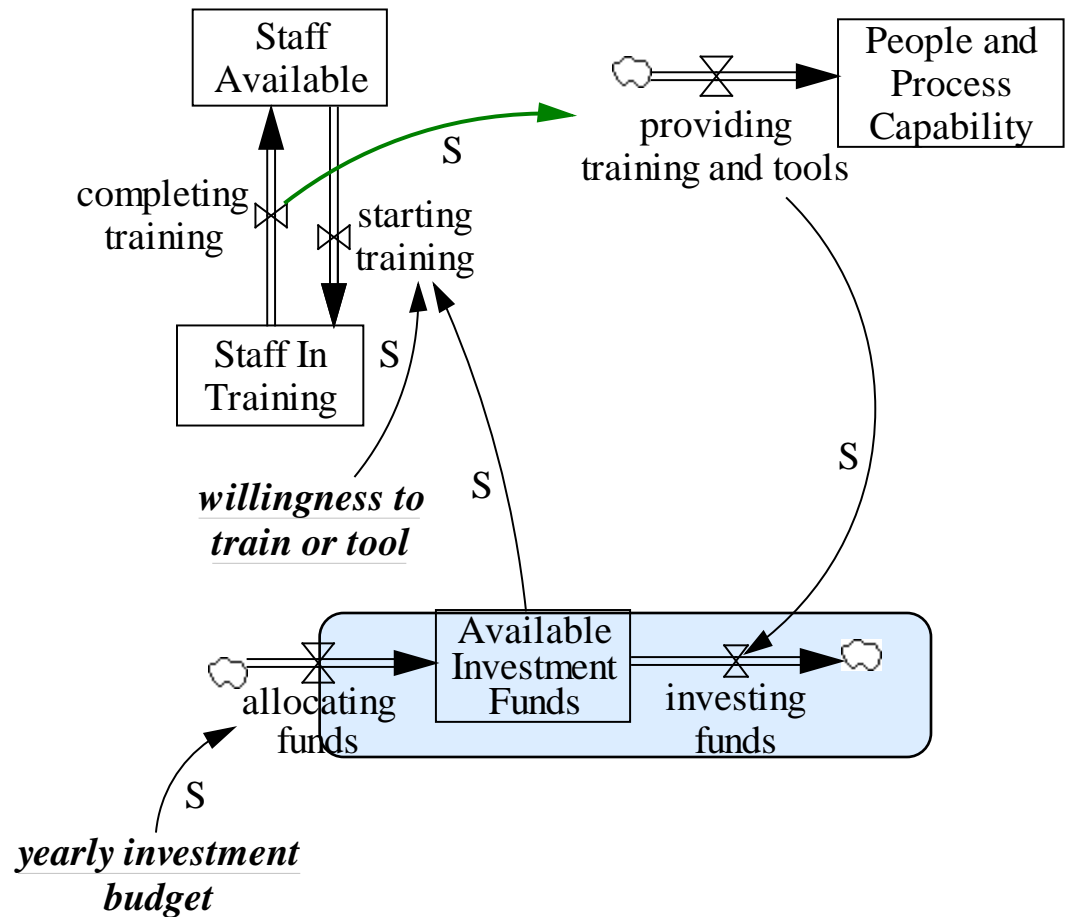 Staff
Available
People and
Process
Capability
providing
training and tools
S
completing
training
starting
training
Staff In
Training
S
S
S
willingness to
train or tool
Available
Investment
Funds
allocating
funds
investing
funds
S
yearly investment
budget